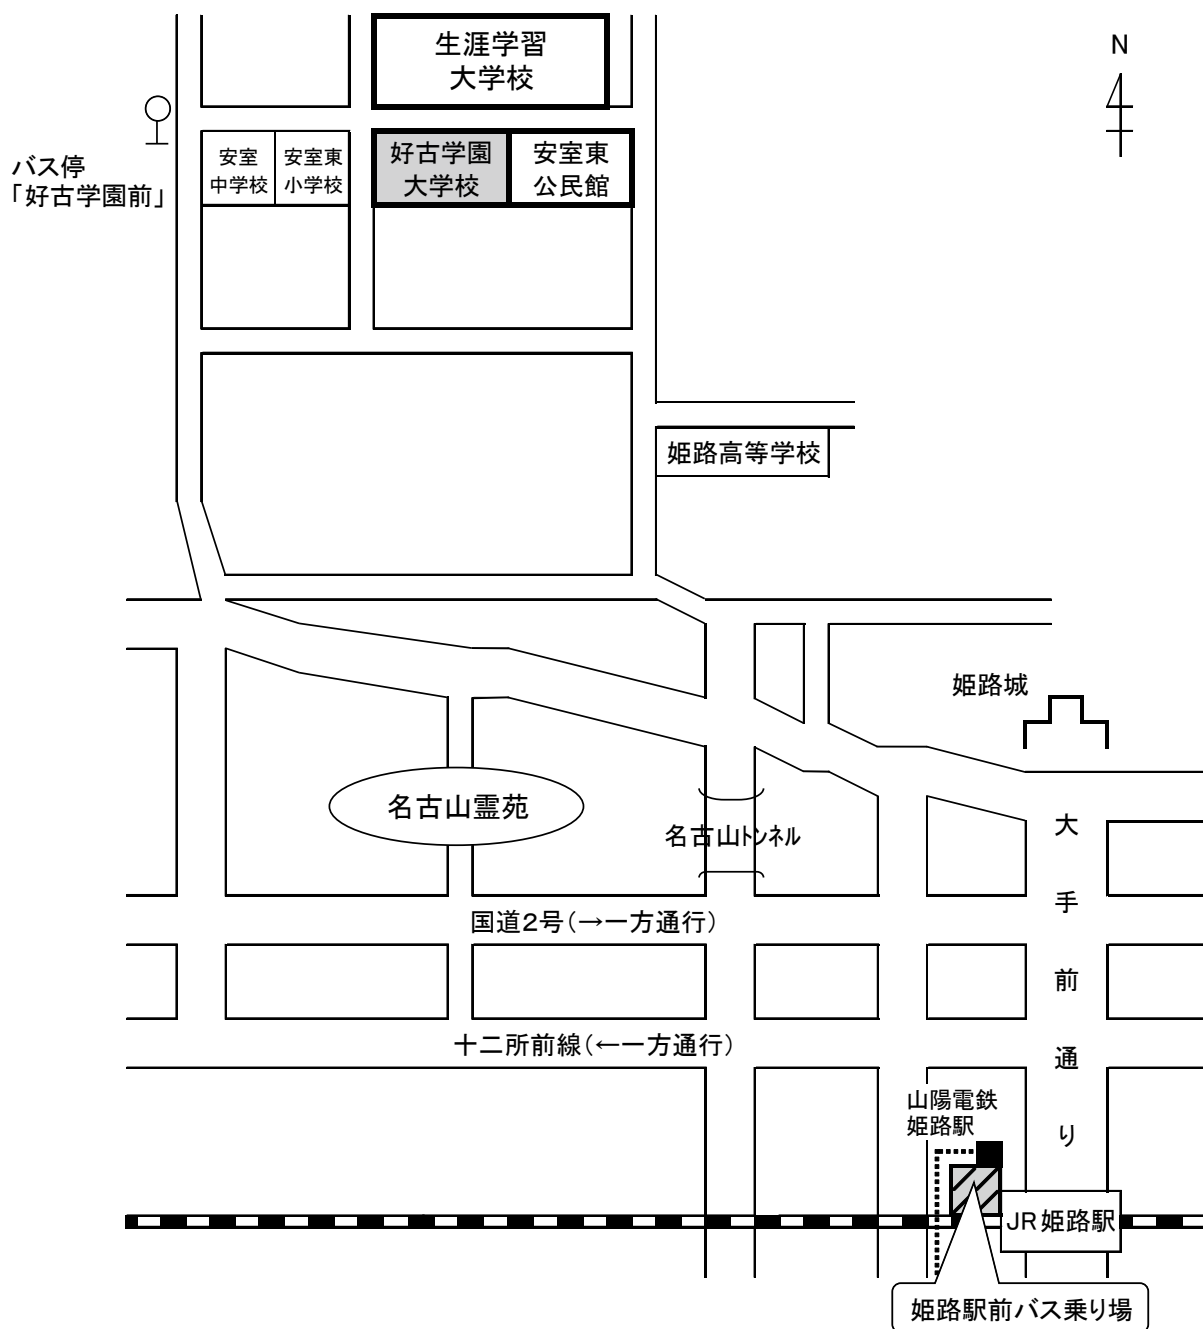 生涯学習
大学校
N
バス停
「好古学園前」
安室
中学校
安室東
小学校
好古学園
大学校
安室東
公民館
姫路高等学校
姫路城
名古山霊苑
名古山トンネル
大手前通り
国道2号(→一方通行)
十二所前線(←一方通行)
山陽電鉄
姫路駅
JR姫路駅
姫路駅前バス乗り場